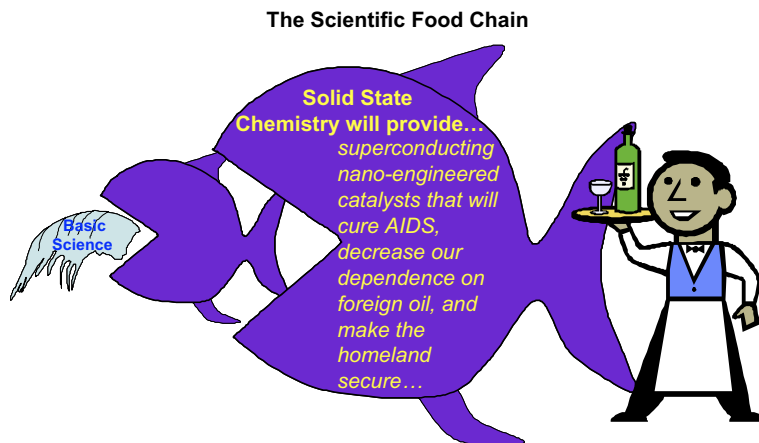 The Scientific Food Chain
Solid State
Chemistry will provide…
superconducting
nano-engineered
catalysts that will
cure AIDS,
decrease our
dependence on
foreign oil, and
make the
homeland
secure…
Basic
Science